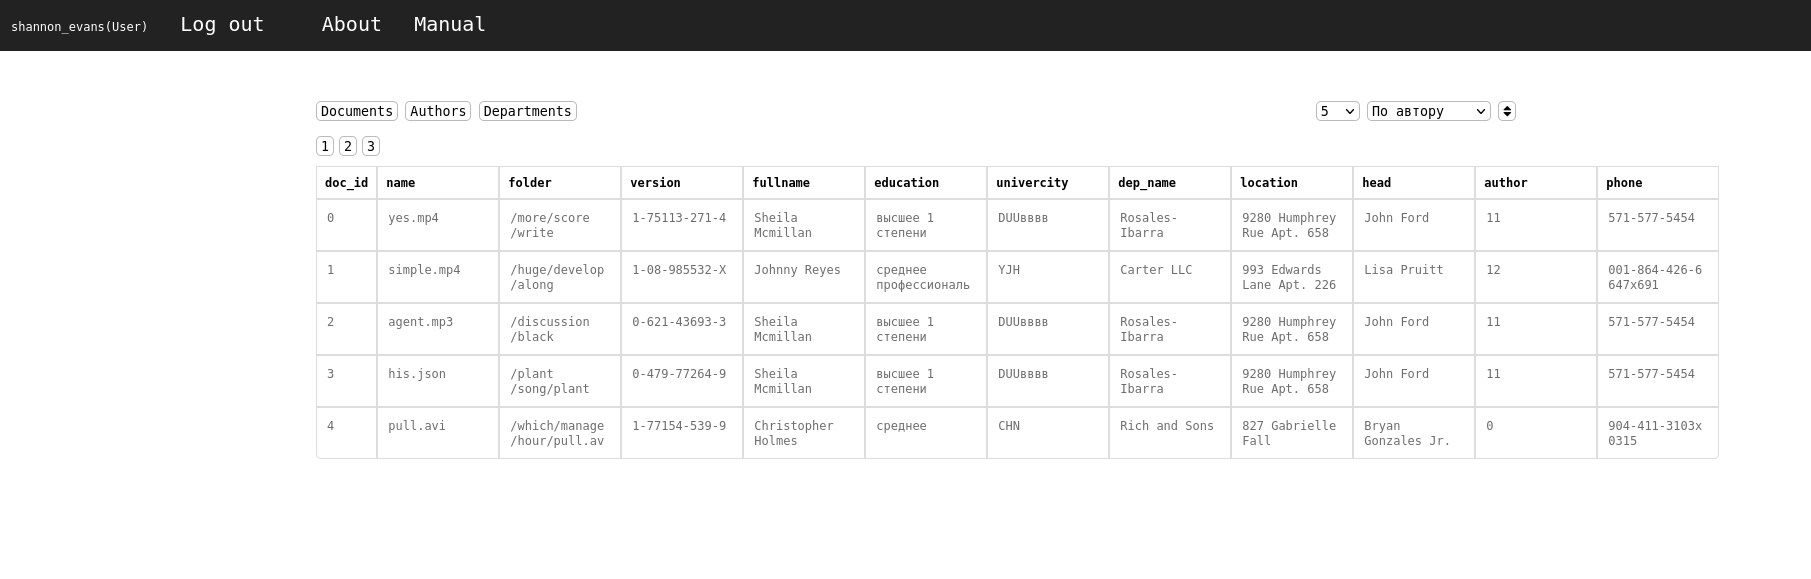 shannon_evans(User) Log out About Manual
Documents Authors Departments 5 По автору
1 2 3
doc_id name folder version fullname education univercity dep_name location head author phone
0 yes.mp4 /more/score 1-75113-271-4 Sheila высшее 1 DUUвввв Rosales- 9280 Humphrey John Ford 11 571-577-5454
/write Mcmillan степени Ibarra Rue Apt. 658
1 simple.mp4 /huge/develop 1-08-985532-X Johnny Reyes среднее YJH Carter LLC 993 Edwards Lisa Pruitt 12 001-864-426-6
/along профессиональ Lane Apt. 226 647x691
2 agent.mp3 /discussion 0-621-43693-3 Sheila высшее 1 DUUвввв Rosales- 9280 Humphrey John Ford 11 571-577-5454
/black Mcmillan степени Ibarra Rue Apt. 658
3 his.json /plant 0-479-77264-9 Sheila высшее 1 DUUвввв Rosales- 9280 Humphrey John Ford 11 571-577-5454
/song/plant Mcmillan степени Ibarra Rue Apt. 658
4 pull.avi /which/manage 1-77154-539-9 Christopher среднее CHN Rich and Sons 827 Gabrielle Bryan 0 904-411-3103x
/hour/pull.av Holmes Fall Gonzales Jr. 0315